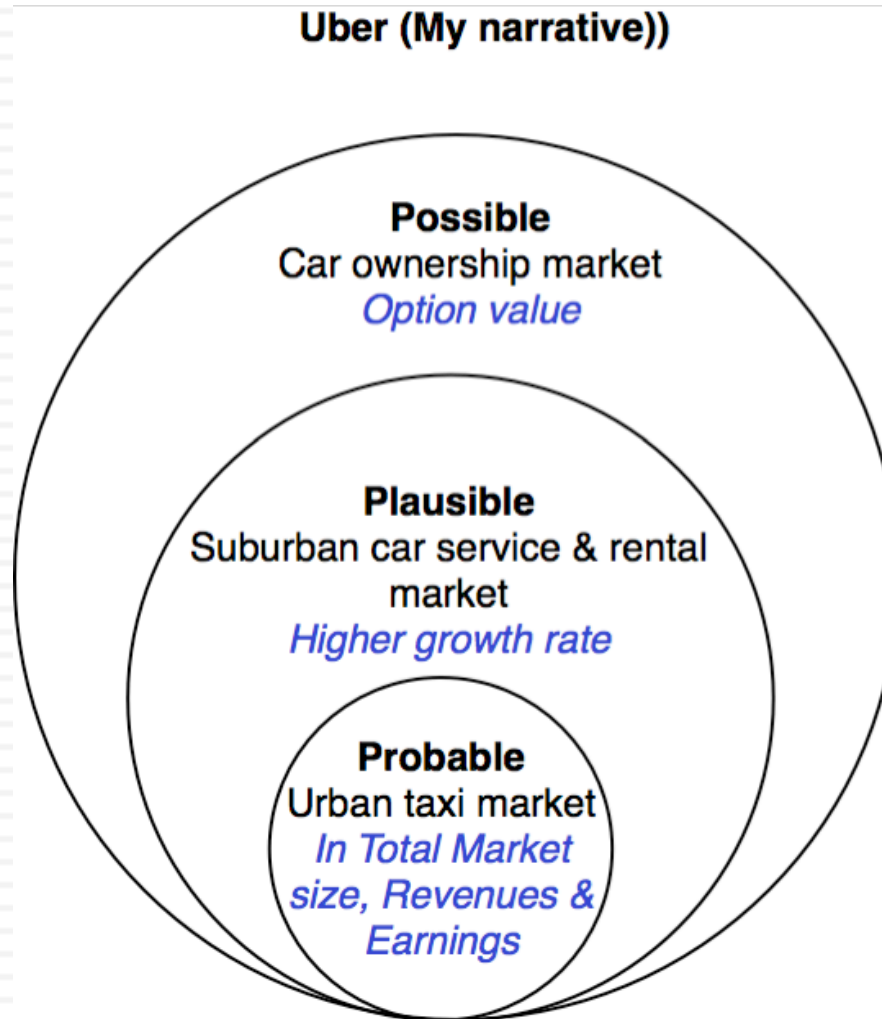 Uber (My narrative))
Possible
Car ownership market
Option value
Plausible
Suburban car service & rental
market
Higher growth rate
Probable
Urban taxi market
In Total Market
size, Revenues &
Earnings